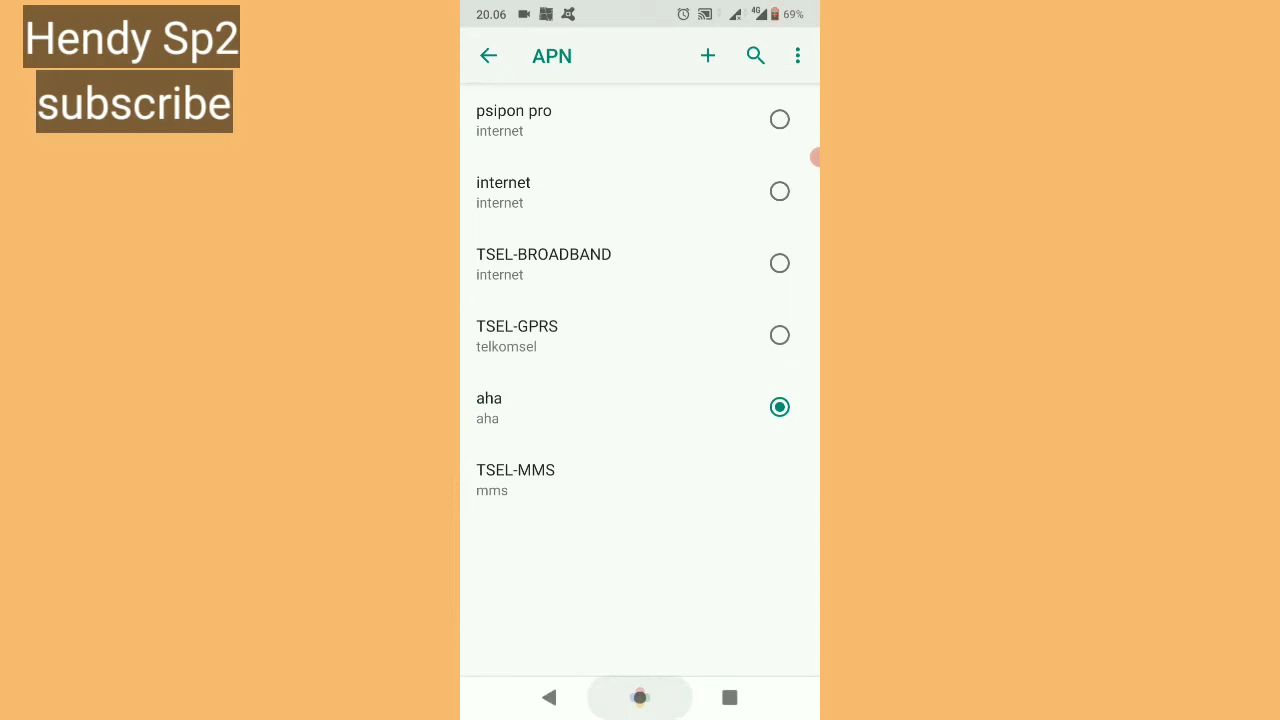 Hendy Sp2
subscribe
20.06 4G 69%
APN
psipon pro
internet
internet
internet
TSEL-BROADBAND
internet
TSEL-GPRS
telkomsel
aha
aha
TSEL-MMS
mms